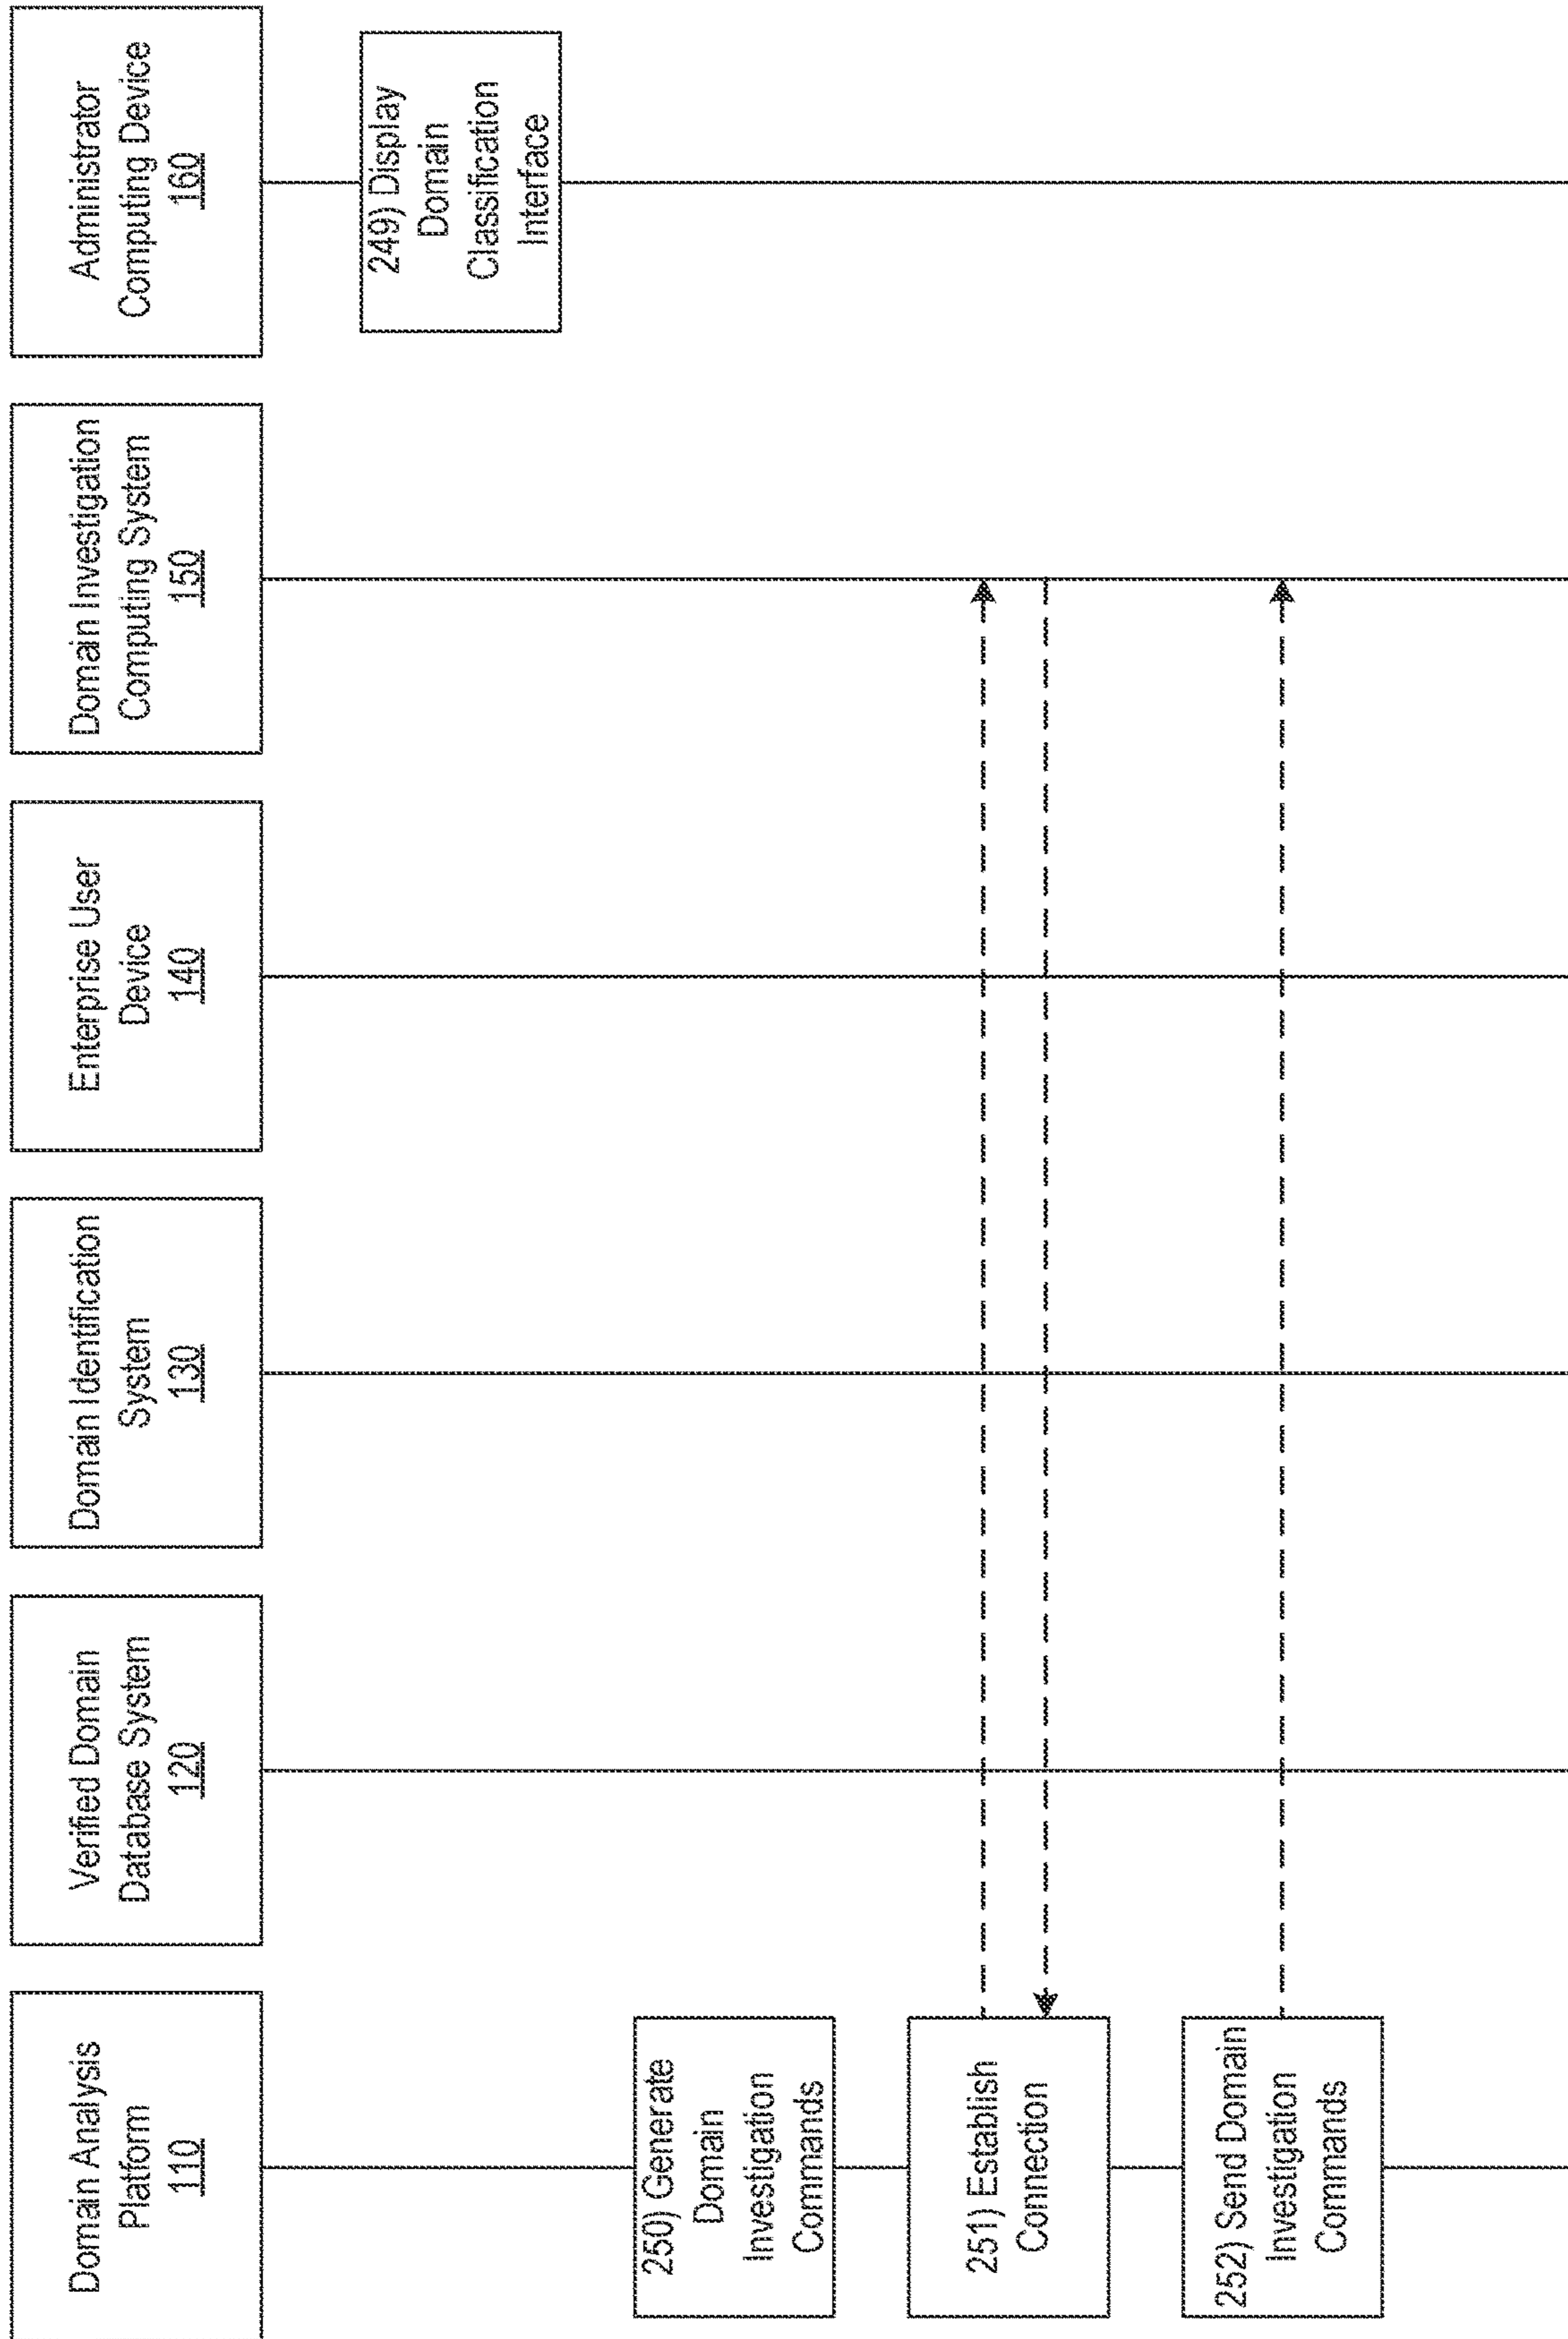 Domain Analysis
Platform
110
Verified Domain
Database System
120
Domain Identification
System
130
Enterprise User
Device
140
Domain Investigation
Computing System
150
Administrator
Computing Device
160
249) Display
Domain
Classification
Interface
250) Generate
Domain
Investigation
Commands
251) Establish
Connection
252) Send Domain
Investigation
Commands